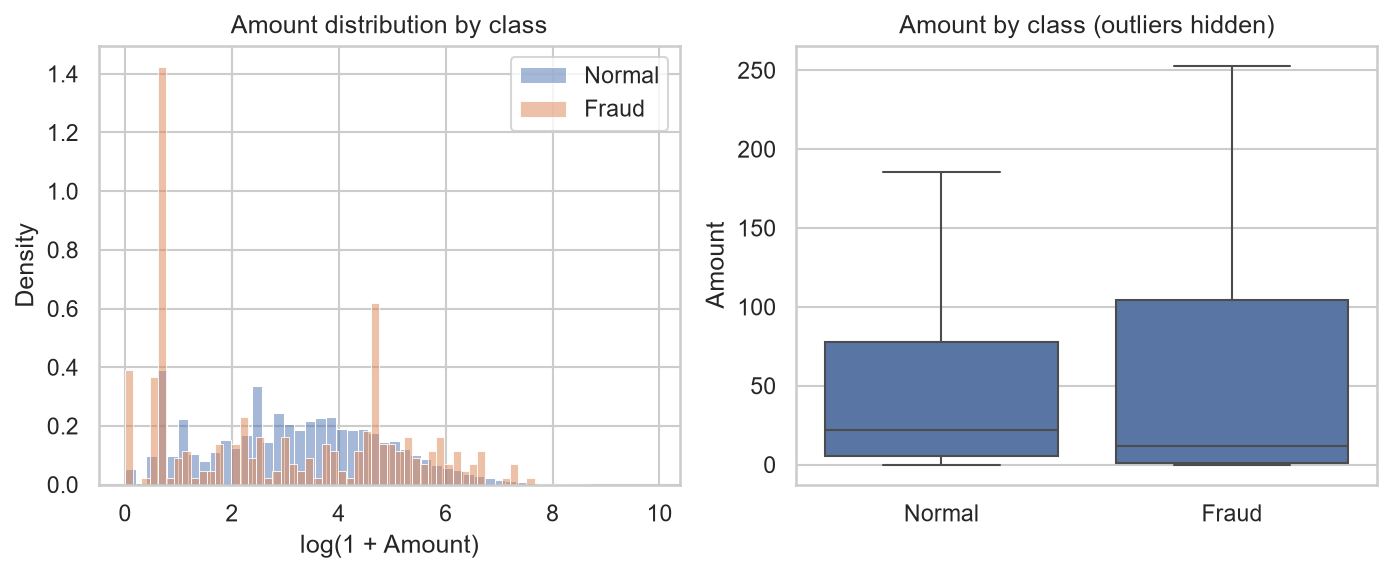 Amount distribution by class
Normal
Fraud
1.4
1.2
1.0
0.8
0.6
0.4
0.2
0.0
Density
0
2
4
6
8
10
log(1 + Amount)
Amount by class (outliers hidden)
250
200
150
100
50
0
Amount
Normal
Fraud